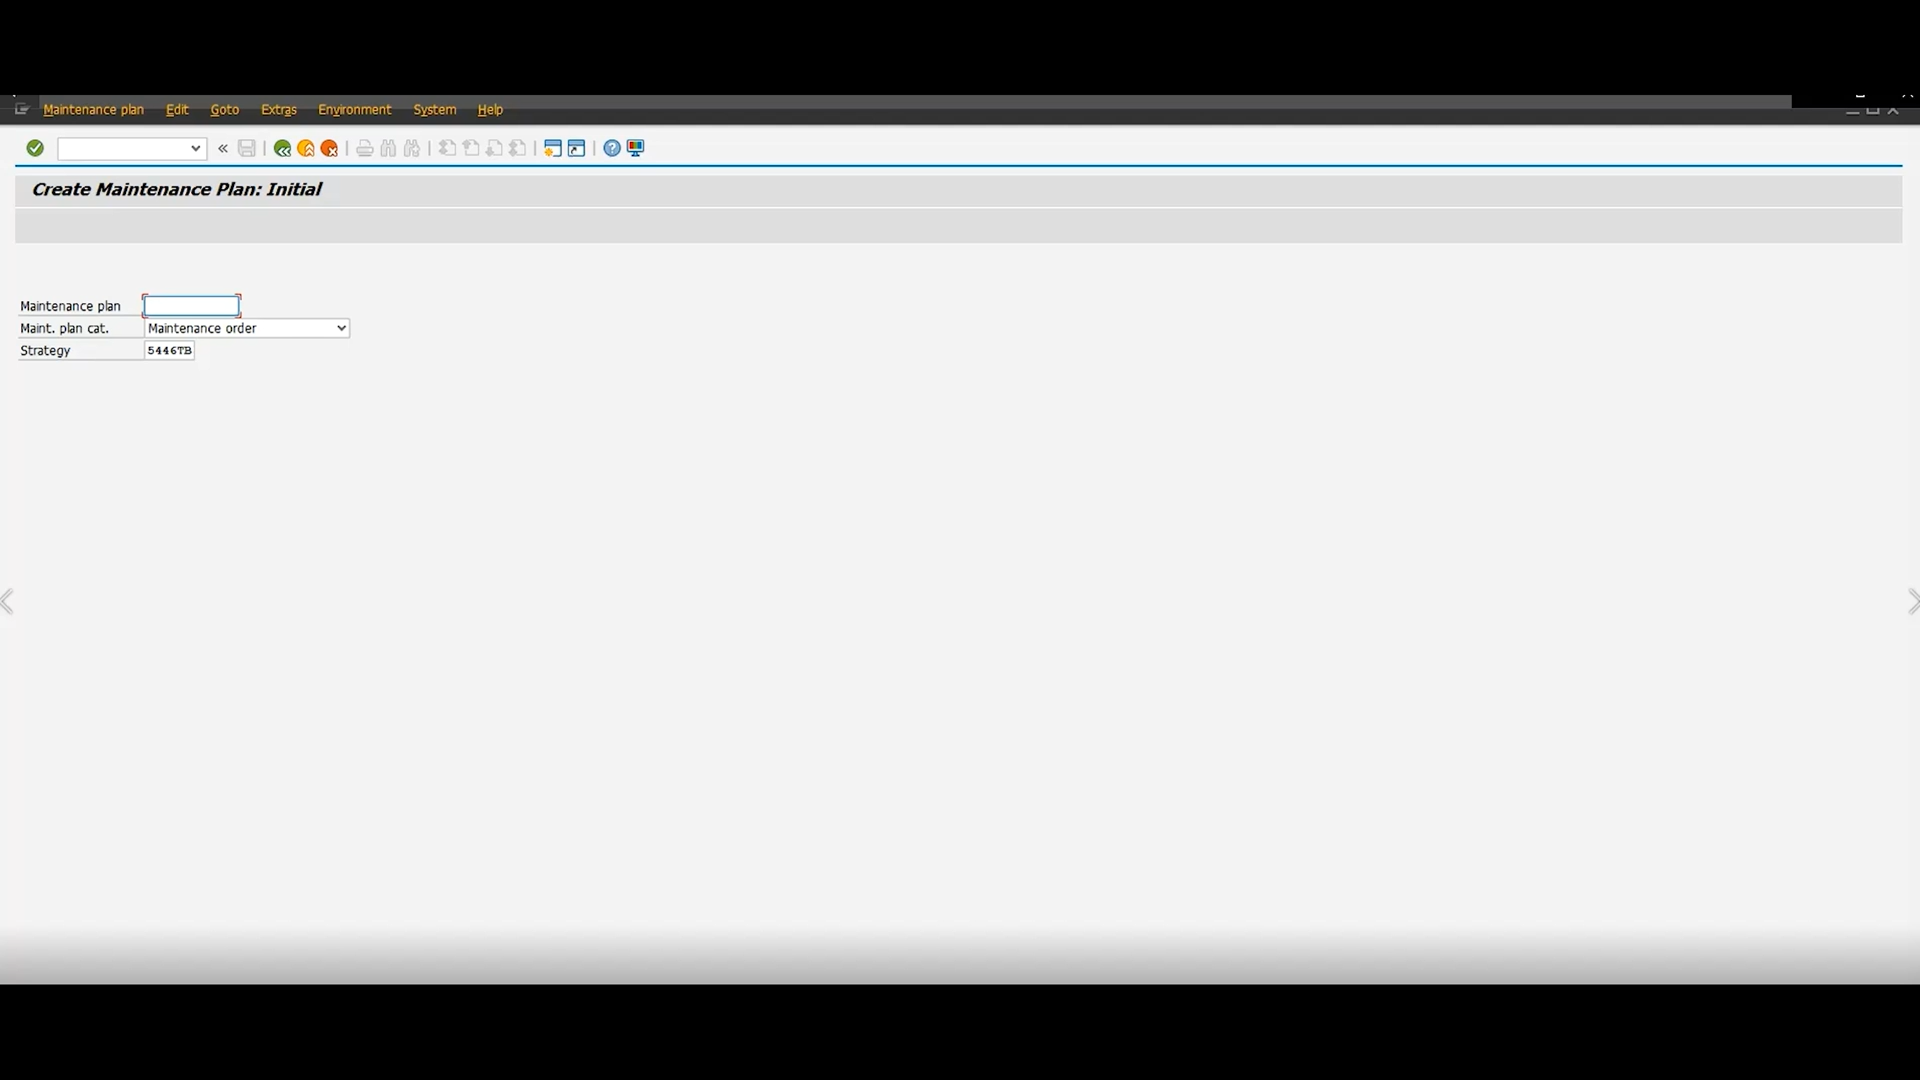 Maintenance plan Edit Goto Extras Environment System Help
Create Maintenance Plan: Initial
Maintenance plan
Maint. plan cat. Maintenance order
Strategy 5446TB